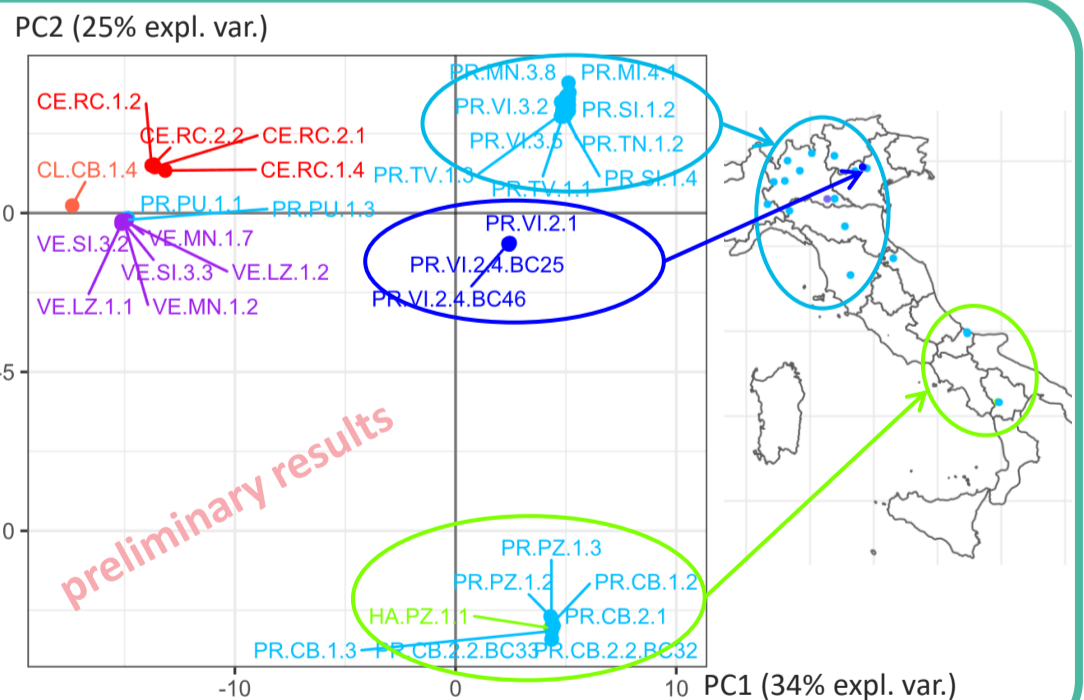 PC2 (25% expl. var.)
PR.MN.3.8 PR.MI.4.1
CE.RC.1.2 PR.VI.3.2 PR.SI.1.2
CE.RC.2.2 CE.RC.2.1 PR.VI.3.5 PR.TN.1.2
CL.CB.1.4 CE.RC.1.4 PR.TV.1.3 PR.SI.1.4
PR.TV.1.1
PR.PU.1.1 PR.PU.1.3
0
PR.VI.2.1
VE.SI.3.2 VE.MN.1.7
VE.SI.3.3 VE.LZ.1.2 PR.VI.2.4.BC25
VE.LZ.1.1 VE.MN.1.2 PR.VI.2.4.BC46
-5
preliminary results
0
PR.PZ.1.3
PR.PZ.1.2 PR.CB.1.2
HA.PZ.1.1 PR.CB.2.1
PR.CB.1.3 PR.CB.2.2.BC33 PR.CB.2.2.BC32
-10 0 10 PC1 (34% expl. var.)